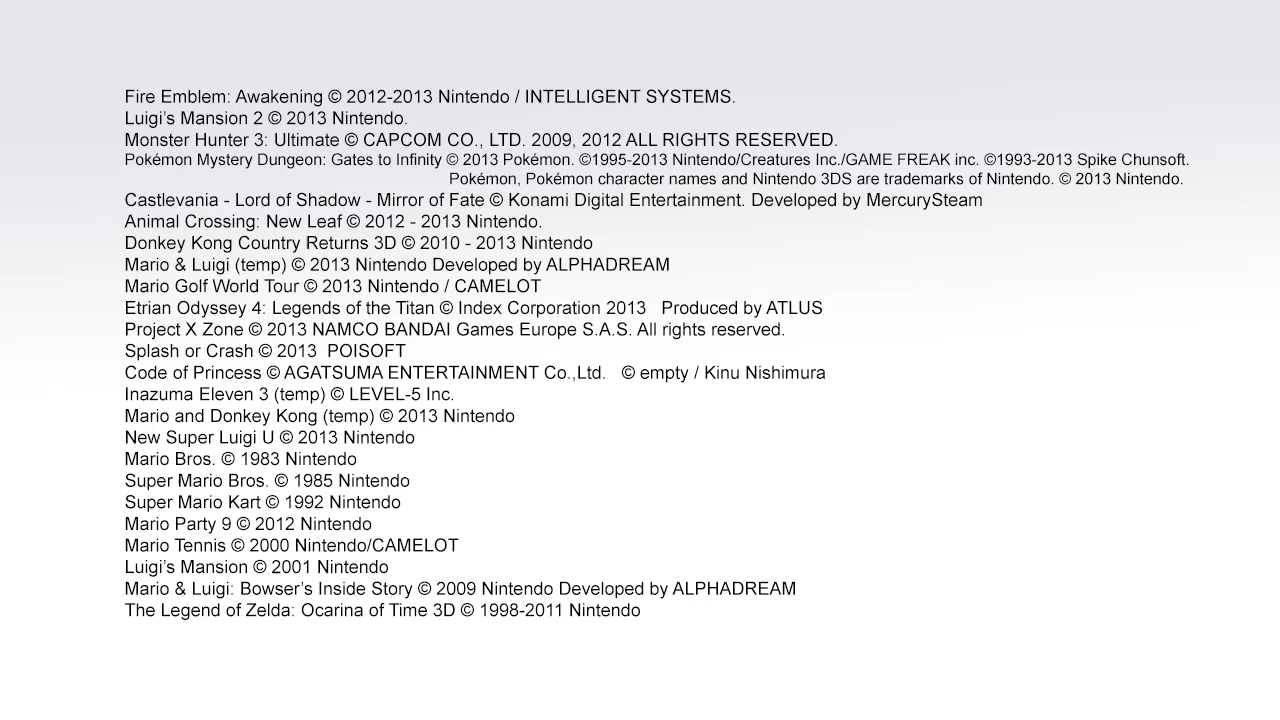 Fire Emblem: Awakening © 2012-2013 Nintendo / INTELLIGENT SYSTEMS.
Luigi’s Mansion 2 © 2013 Nintendo.
Monster Hunter 3: Ultimate © CAPCOM CO., LTD. 2009, 2012 ALL RIGHTS RESERVED.
Pokémon Mystery Dungeon: Gates to Infinity © 2013 Pokémon. ©1995-2013 Nintendo/Creatures Inc./GAME FREAK inc. ©1993-2013 Spike Chunsoft.
Pokémon, Pokémon character names and Nintendo 3DS are trademarks of Nintendo. © 2013 Nintendo.
Castlevania - Lord of Shadow - Mirror of Fate © Konami Digital Entertainment. Developed by MercurySteam
Animal Crossing: New Leaf © 2012 - 2013 Nintendo.
Donkey Kong Country Returns 3D © 2010 - 2013 Nintendo
Mario & Luigi (temp) © 2013 Nintendo Developed by ALPHADREAM
Mario Golf World Tour © 2013 Nintendo / CAMELOT
Etrian Odyssey 4: Legends of the Titan © Index Corporation 2013   Produced by ATLUS
Project X Zone © 2013 NAMCO BANDAI Games Europe S.A.S. All rights reserved.
Splash or Crash © 2013  POISOFT
Code of Princess © AGATSUMA ENTERTAINMENT Co.,Ltd.   © empty / Kinu Nishimura
Inazuma Eleven 3 (temp) © LEVEL-5 Inc.
Mario and Donkey Kong (temp) © 2013 Nintendo
New Super Luigi U © 2013 Nintendo
Mario Bros. © 1983 Nintendo
Super Mario Bros. © 1985 Nintendo
Super Mario Kart © 1992 Nintendo
Mario Party 9 © 2012 Nintendo
Mario Tennis © 2000 Nintendo/CAMELOT
Luigi’s Mansion © 2001 Nintendo
Mario & Luigi: Bowser’s Inside Story © 2009 Nintendo Developed by ALPHADREAM
The Legend of Zelda: Ocarina of Time 3D © 1998-2011 Nintendo